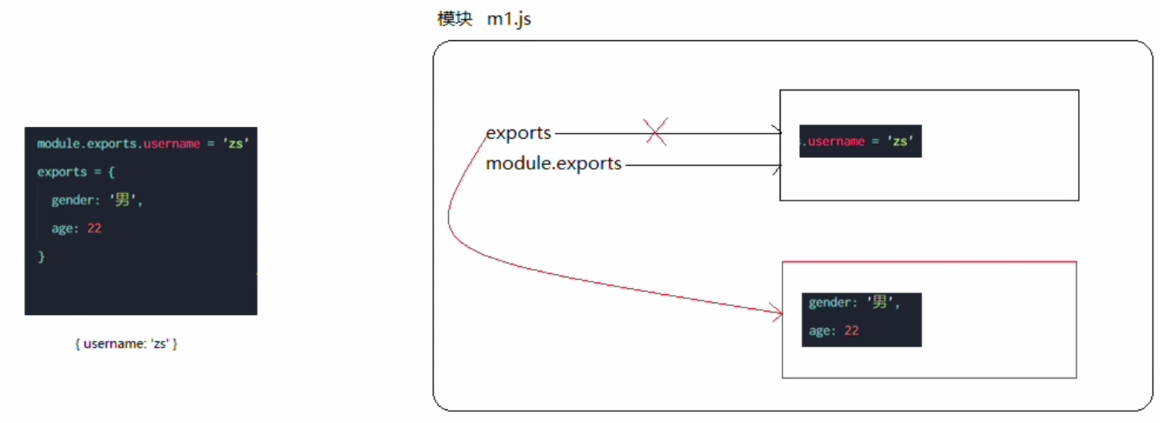 模块 m1.js
module.exports.username = 'zs'
exports = {
gender: '男',
age: 22
}
{ username: 'zs' }
exports
module.exports
.username = 'zs'
gender: '男',
age: 22